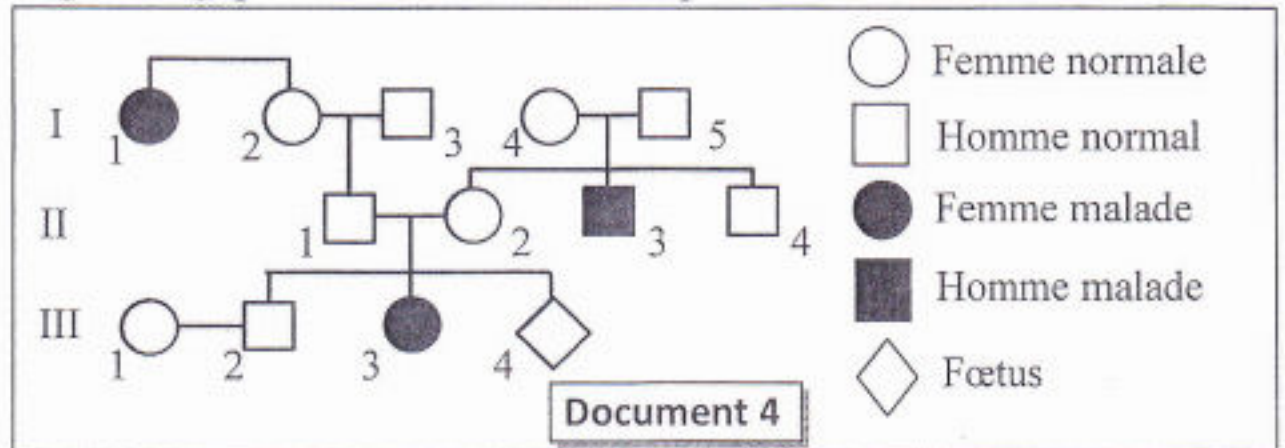 I
1
2
3
4
5
II
1
2
3
4
III
1
2
3
4
Femme normale
Homme normal
Femme malade
Homme malade
Fœtus
Document 4